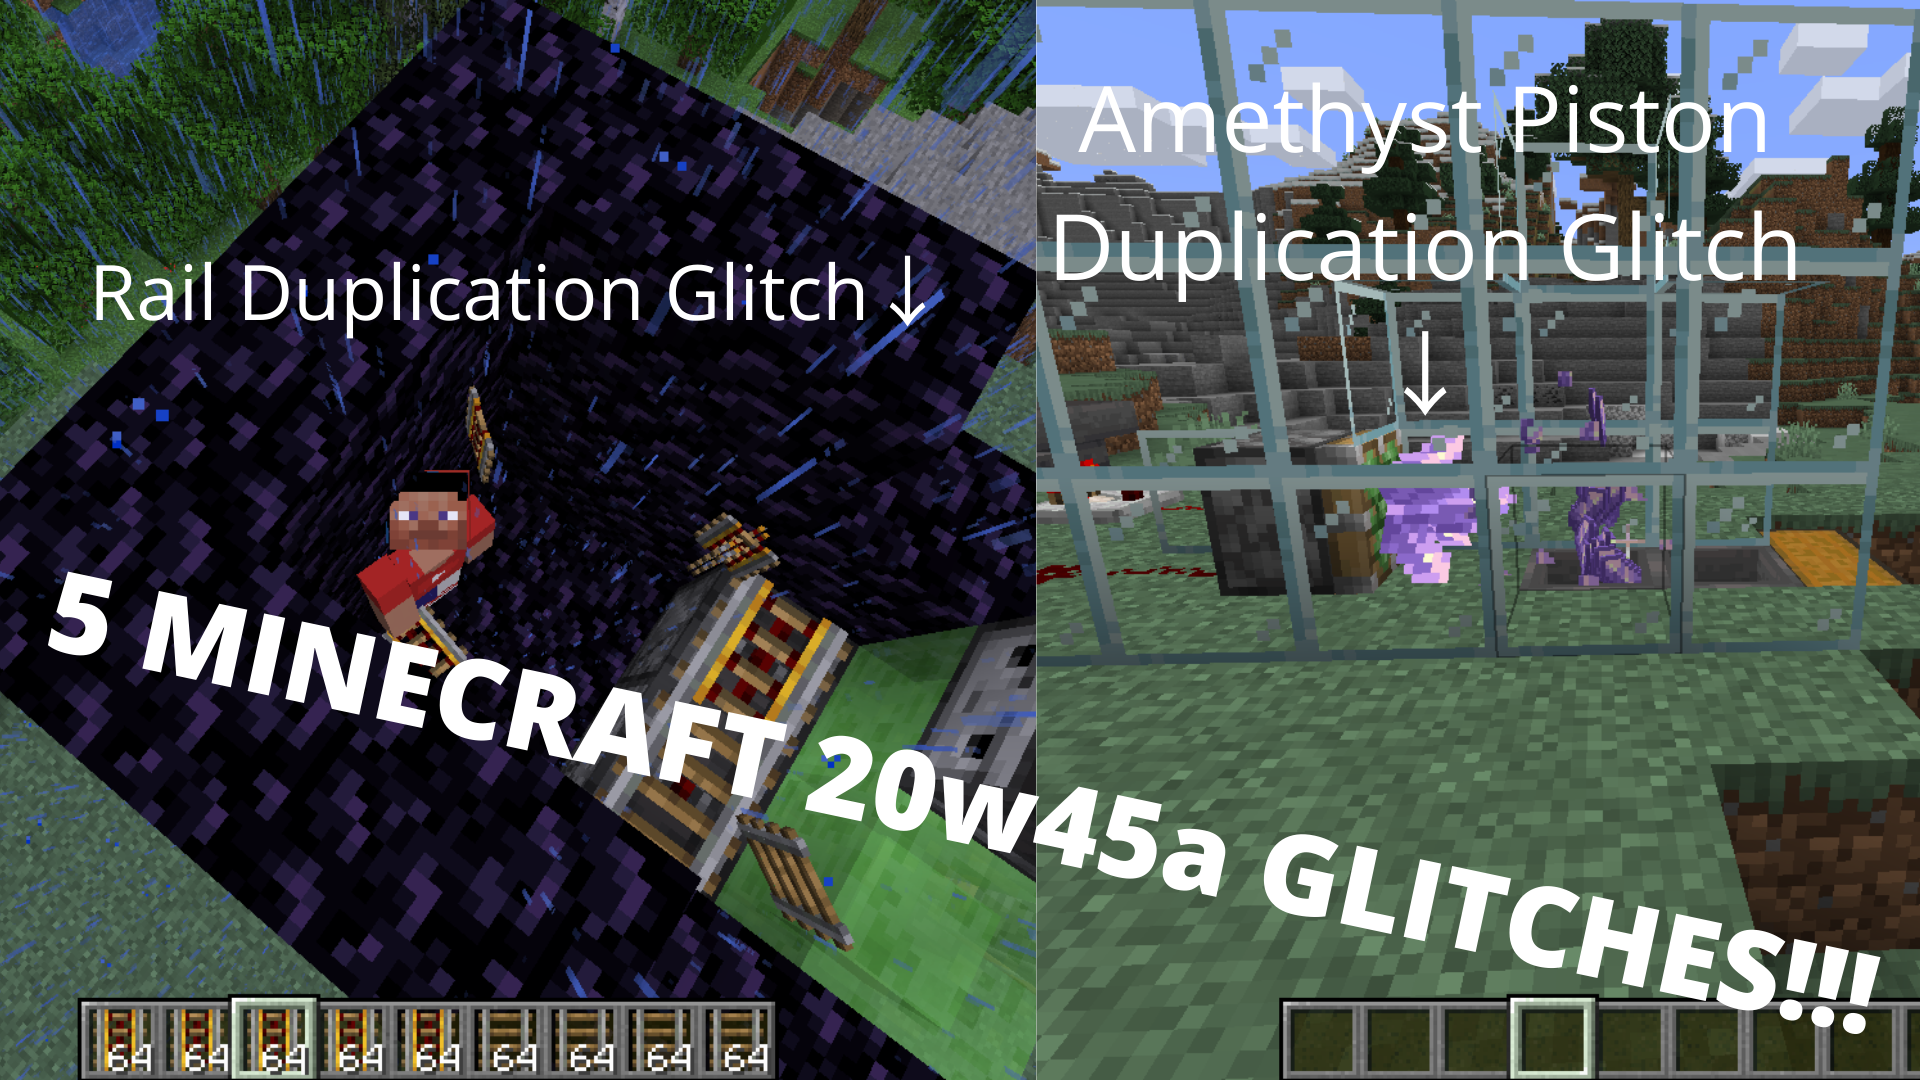 Rail Duplication Glitch ↓
Amethyst Piston
Duplication Glitch
↓
5 MINECRAFT 20w45a GLITCHES!!!
64 64 64 64 64 64 64 64 64